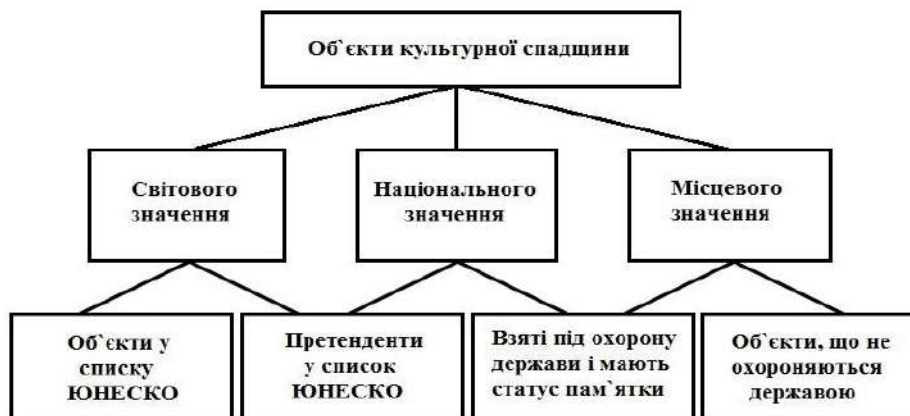 Об`єкти культурної спадщини
Світового
значення
Національного
значення
Місцевого
значення
Об`єкти у
списку
ЮНЕСКО
Претенденти
у список
ЮНЕСКО
Взяті під охорону
держави і мають
статус пам`ятки
Об`єкти, що не
охороняються
державою